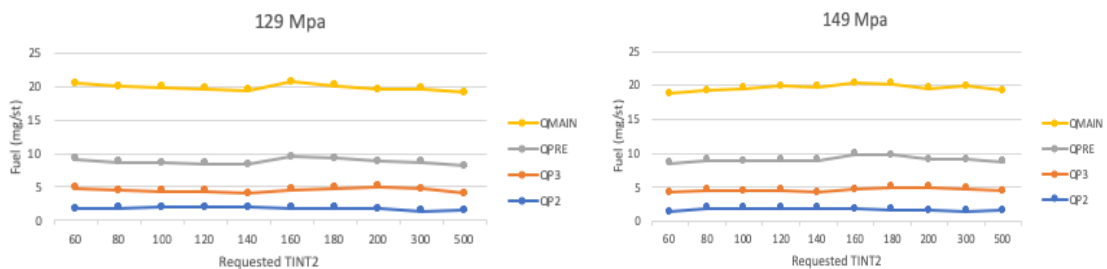 129 Mpa
25
20
15
10
5
0
Fuel (mg/st)
60 80 100 120 140 160 180 200 300 500
Requested TINT2
QMAIN
QPRE
QP3
QP2
149 Mpa
25
20
15
10
5
0
Fuel (mg/st)
60 80 100 120 140 160 180 200 300 500
Requested TINT2
QMAIN
QPRE
QP3
QP2